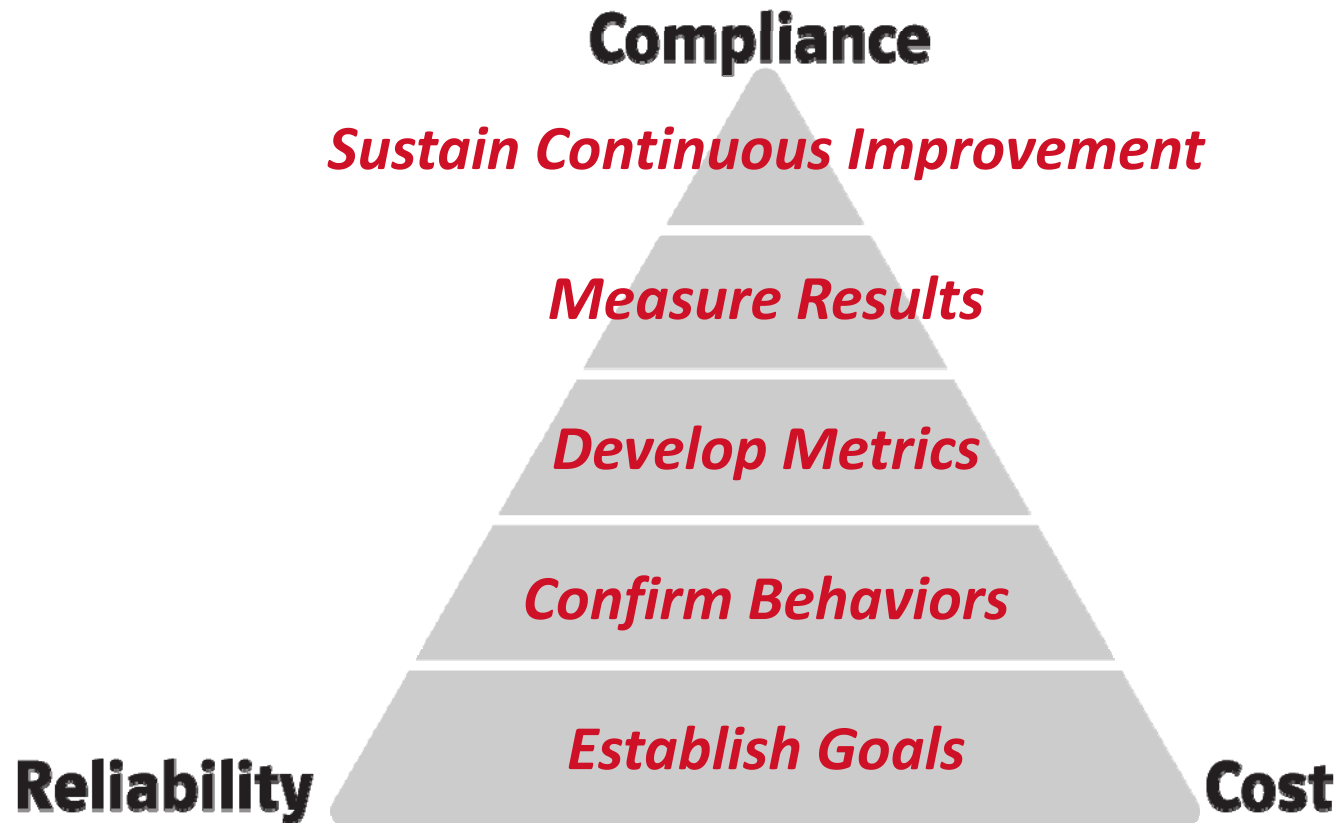 Compliance
Sustain Continuous Improvement
Measure Results
Develop Metrics
Confirm Behaviors
Establish Goals
Reliability
Cost